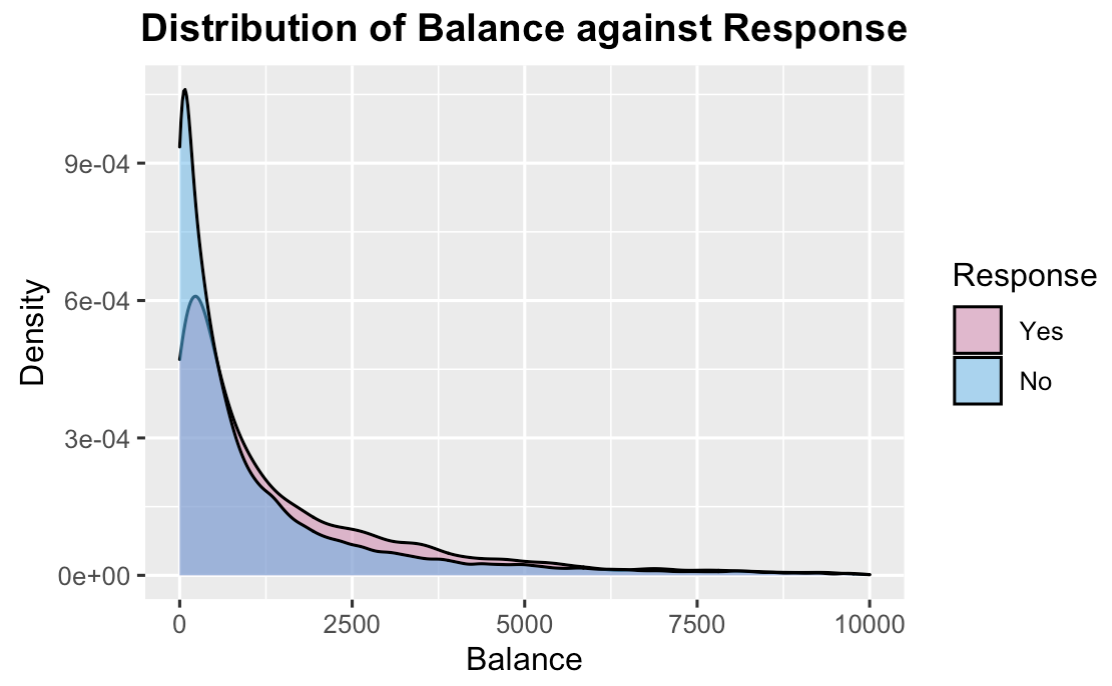 Distribution of Balance against Response
9e-04
6e-04
3e-04
0e+00
Density
0 2500 5000 7500 10000
Balance
Response
Yes
No